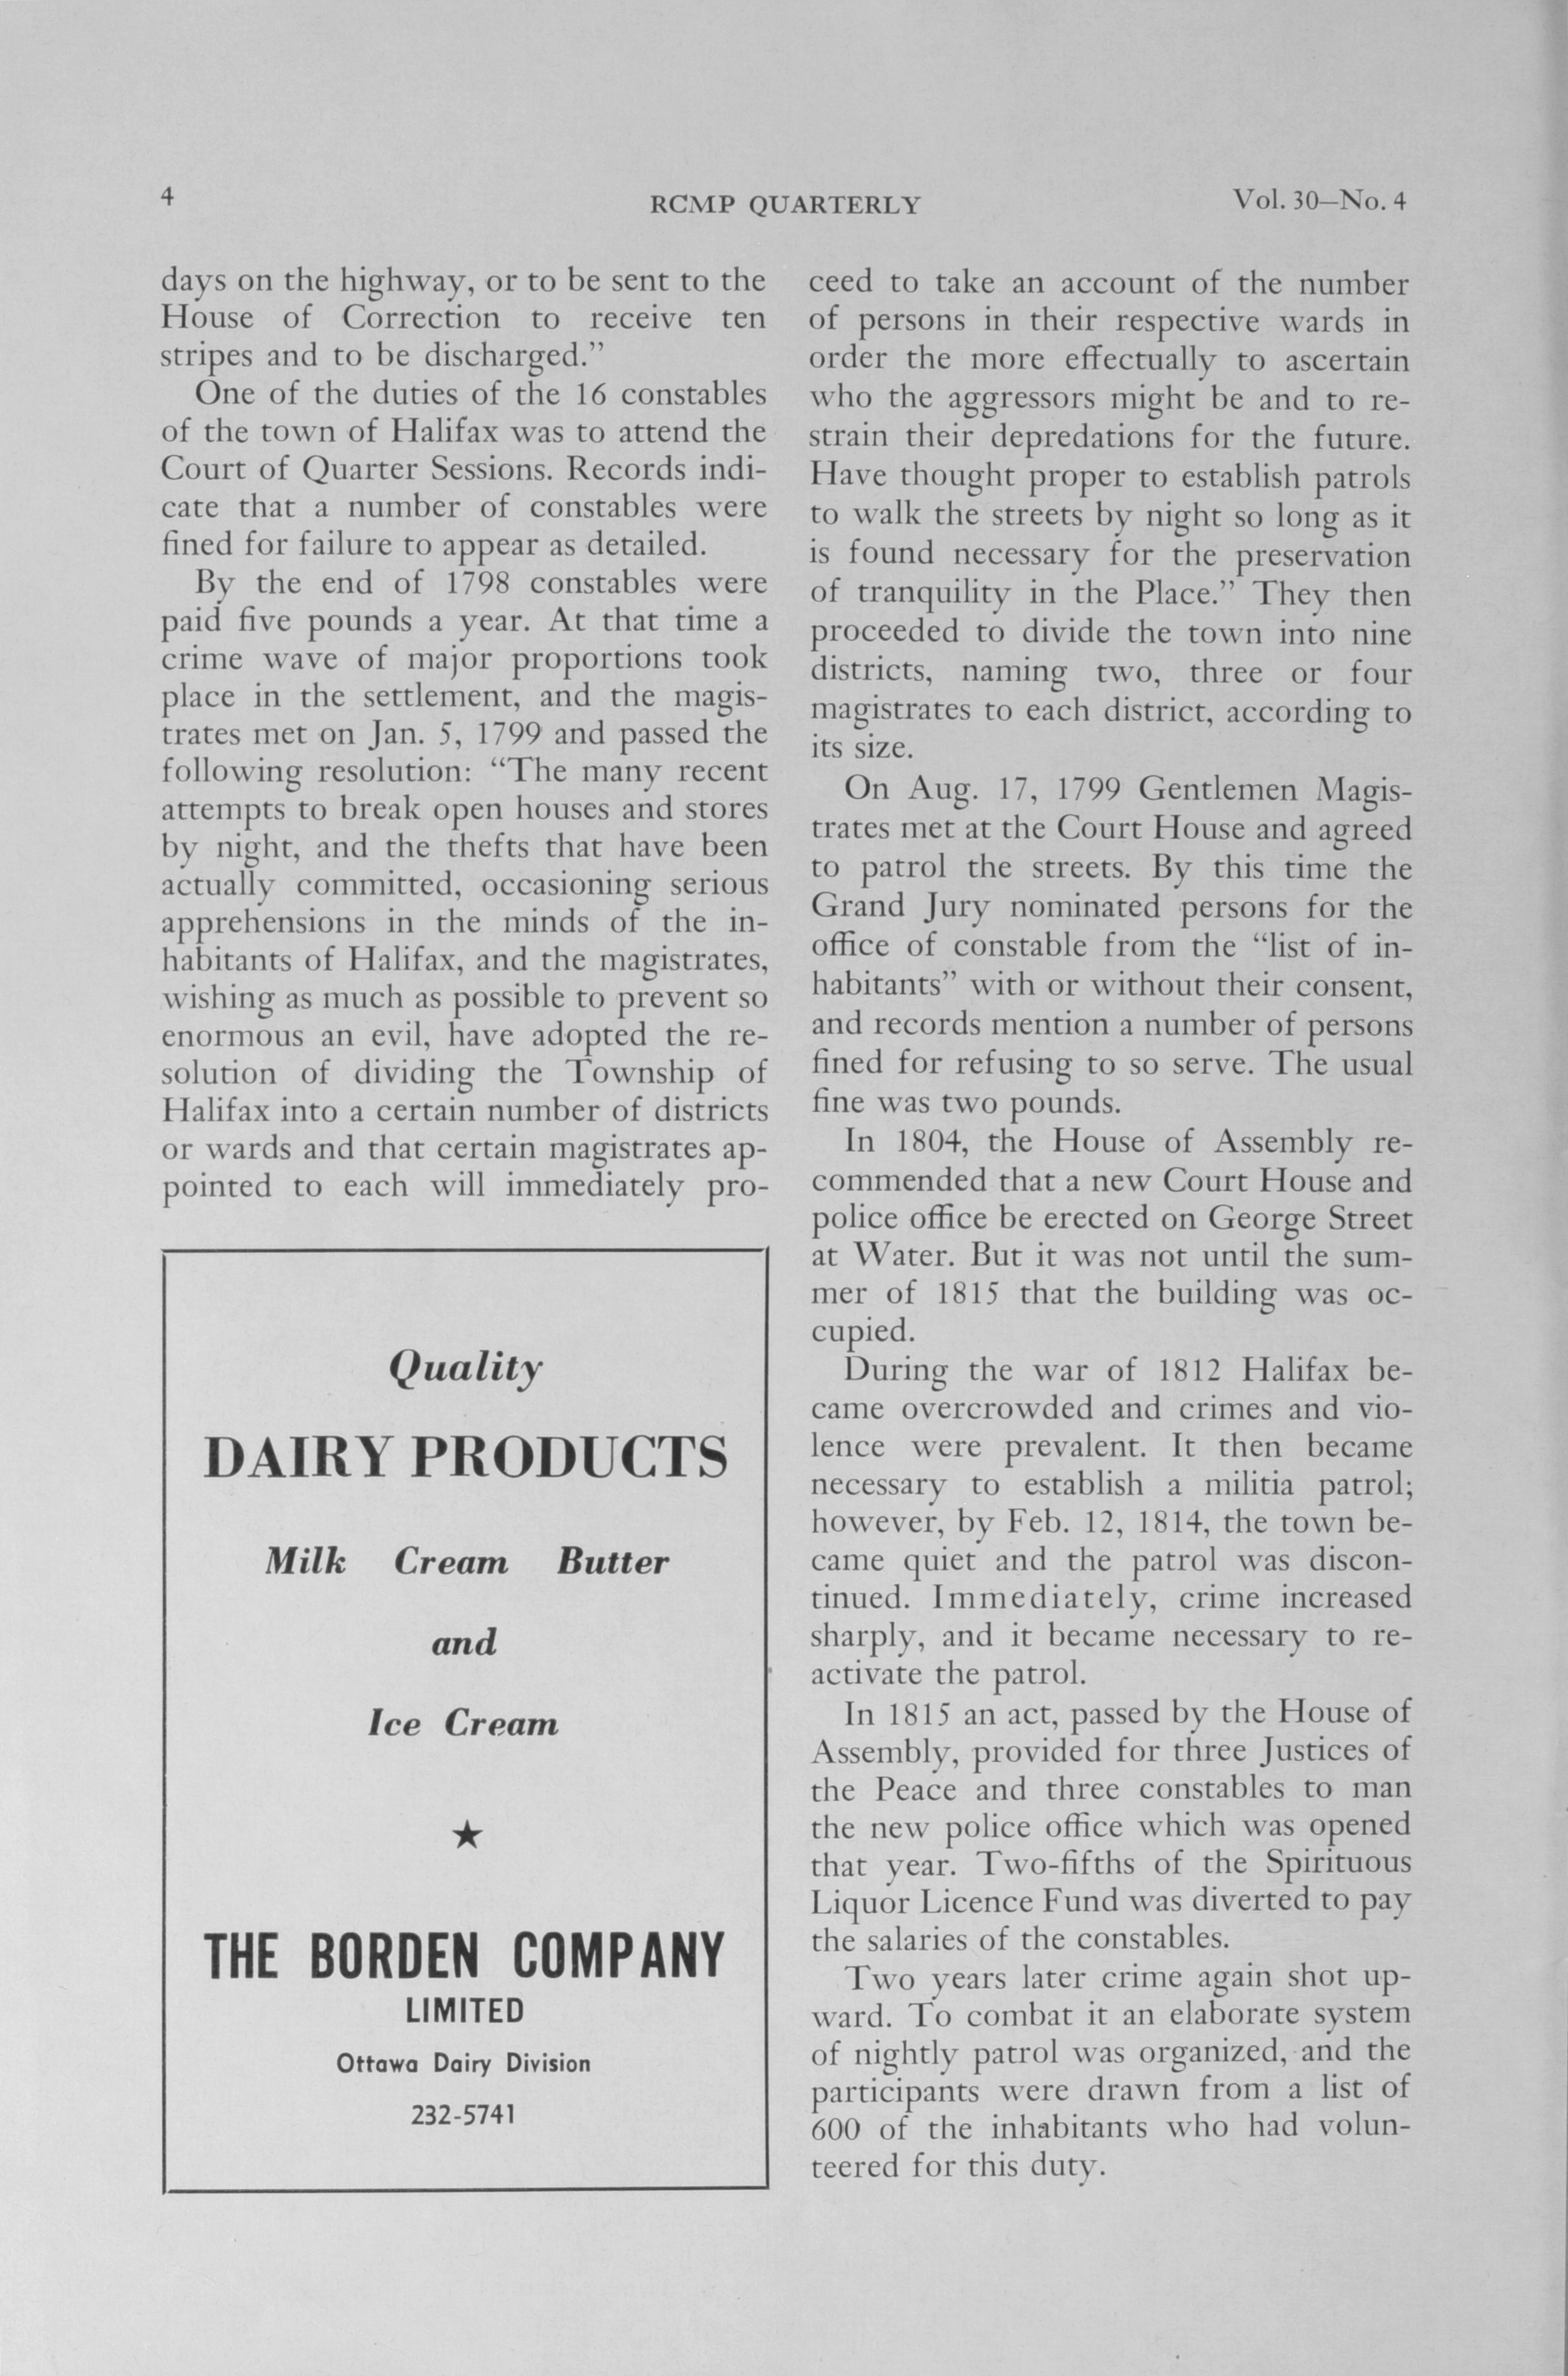 4
RCMP QUARTERLY
Vol. 30—No. 4
days on the highway, or to be sent to the
House of Correction to receive ten
stripes and to be discharged.”
One of the duties of the 16 constables
of the town of Halifax was to attend the
Court of Quarter Sessions. Records indi-
cate that a number of constables were
fined for failure to appear as detailed.
By the end of 1798 constables were
paid five pounds a year. At that time a
crime wave of major proportions took
place in the settlement, and the magis-
trates met on Jan. 5, 1799 and passed the
following resolution: “The many recent
attempts to break open houses and stores
by night, and the thefts that have been
actually committed, occasioning serious
apprehensions in the minds of the in-
habitants of Halifax, and the magistrates,
wishing as much as possible to prevent so
enormous an evil, have adopted the re-
solution of dividing the Township of
Halifax into a certain number of districts
or wards and that certain magistrates ap-
pointed to each will immediately pro-
Quality
DAIRY PRODUCTS
Milk Cream Butter
and
Ice Cream
★
THE BORDEN COMPANY
LIMITED
Ottawa Dairy Division
232-5741
ceed to take an account of the number
of persons in their respective wards in
order the more effectually to ascertain
who the aggressors might be and to re-
strain their depredations for the future.
Have thought proper to establish patrols
to walk the streets by night so long as it
is found necessary for the preservation
of tranquility in the Place.” They then
proceeded to divide the town into nine
districts, naming two, three or four
magistrates to each district, according to
its size.
On Aug. 17, 1799 Gentlemen Magis-
trates met at the Court House and agreed
to patrol the streets. By this time the
Grand Jury nominated persons for the
office of constable from the “list of in-
habitants” with or without their consent,
and records mention a number of persons
fined for refusing to so serve. The usual
fine was two pounds.
In 1804, the House of Assembly re-
commended that a new Court House and
police office be erected on George Street
at Water. But it was not until the sum-
mer of 1815 that the building was oc-
cupied.
During the war of 1812 Halifax be-
came overcrowded and crimes and vio-
lence were prevalent. It then became
necessary to establish a militia patrol;
however, by Feb. 12, 1814, the town be-
came quiet and the patrol was discon-
tinued. Immediately, crime increased
sharply, and it became necessary to re-
activate the patrol.
In 1815 an act, passed by the House of
Assembly, provided for three Justices of
the Peace and three constables to man
the new police office which was opened
that year. Two-fifths of the Spirituous
Liquor Licence Fund was diverted to pay
the salaries of the constables.
Two years later crime again shot up-
ward. To combat it an elaborate system
of nightly patrol was organized, and the
participants were drawn from a list of
600 of the inhabitants who had volun-
teered for this duty.